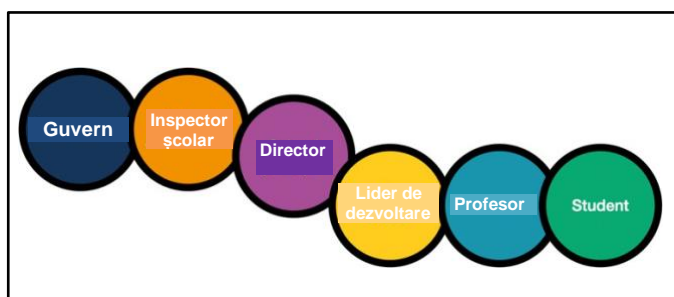 Guvern
Inspector
școlar
Director
Lider de
dezvoltare
Profesor
Student